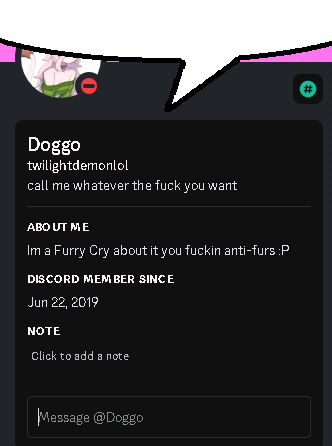 Doggo
twilightdemonlol
call me whatever the fuck you want
ABOUT ME
Im a Furry Cry about it you fuckin anti-furs :P
DISCORD MEMBER SINCE
Jun 22, 2019
NOTE
Click to add a note
Message @Doggo